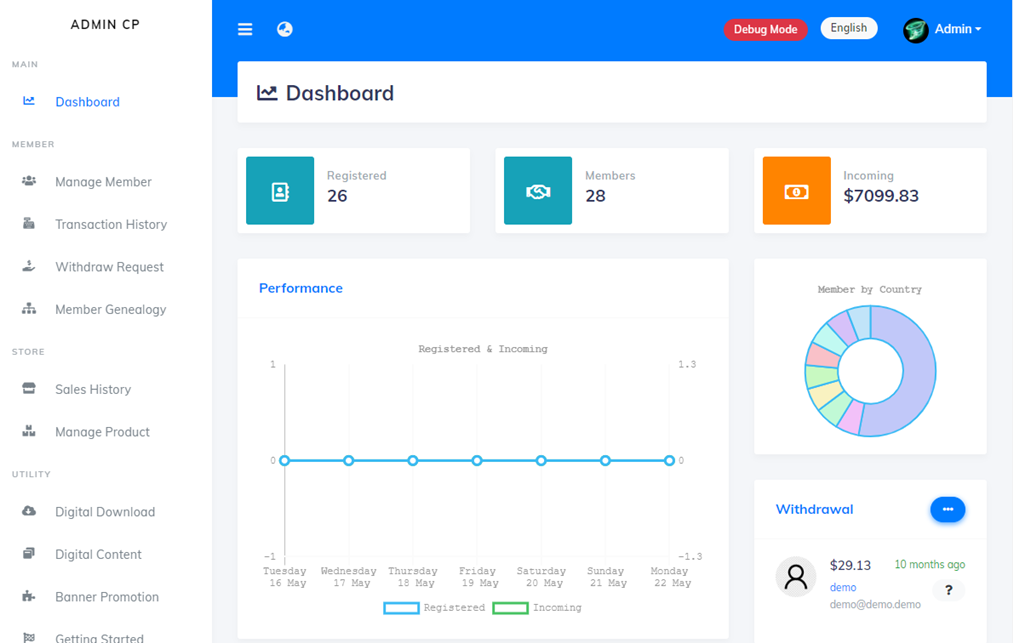 ADMIN CP
MAIN
Dashboard
MEMBER
Manage Member
Transaction History
Withdraw Request
Member Genealogy
STORE
Sales History
Manage Product
UTILITY
Digital Download
Digital Content
Banner Promotion
Getting Started
Debug Mode
English
Admin
Dashboard
Registered
26
Members
28
Incoming
$7099.83
Performance
Registered & Incoming
1
1.3
0
0
-1
-1.3
Tuesday
16 May
Wednesday
17 May
Thursday
18 May
Friday
19 May
Saturday
20 May
Sunday
21 May
Monday
22 May
Registered
Incoming
Member by Country
Withdrawal
$29.13
10 months ago
demo
?
demo@demo.demo